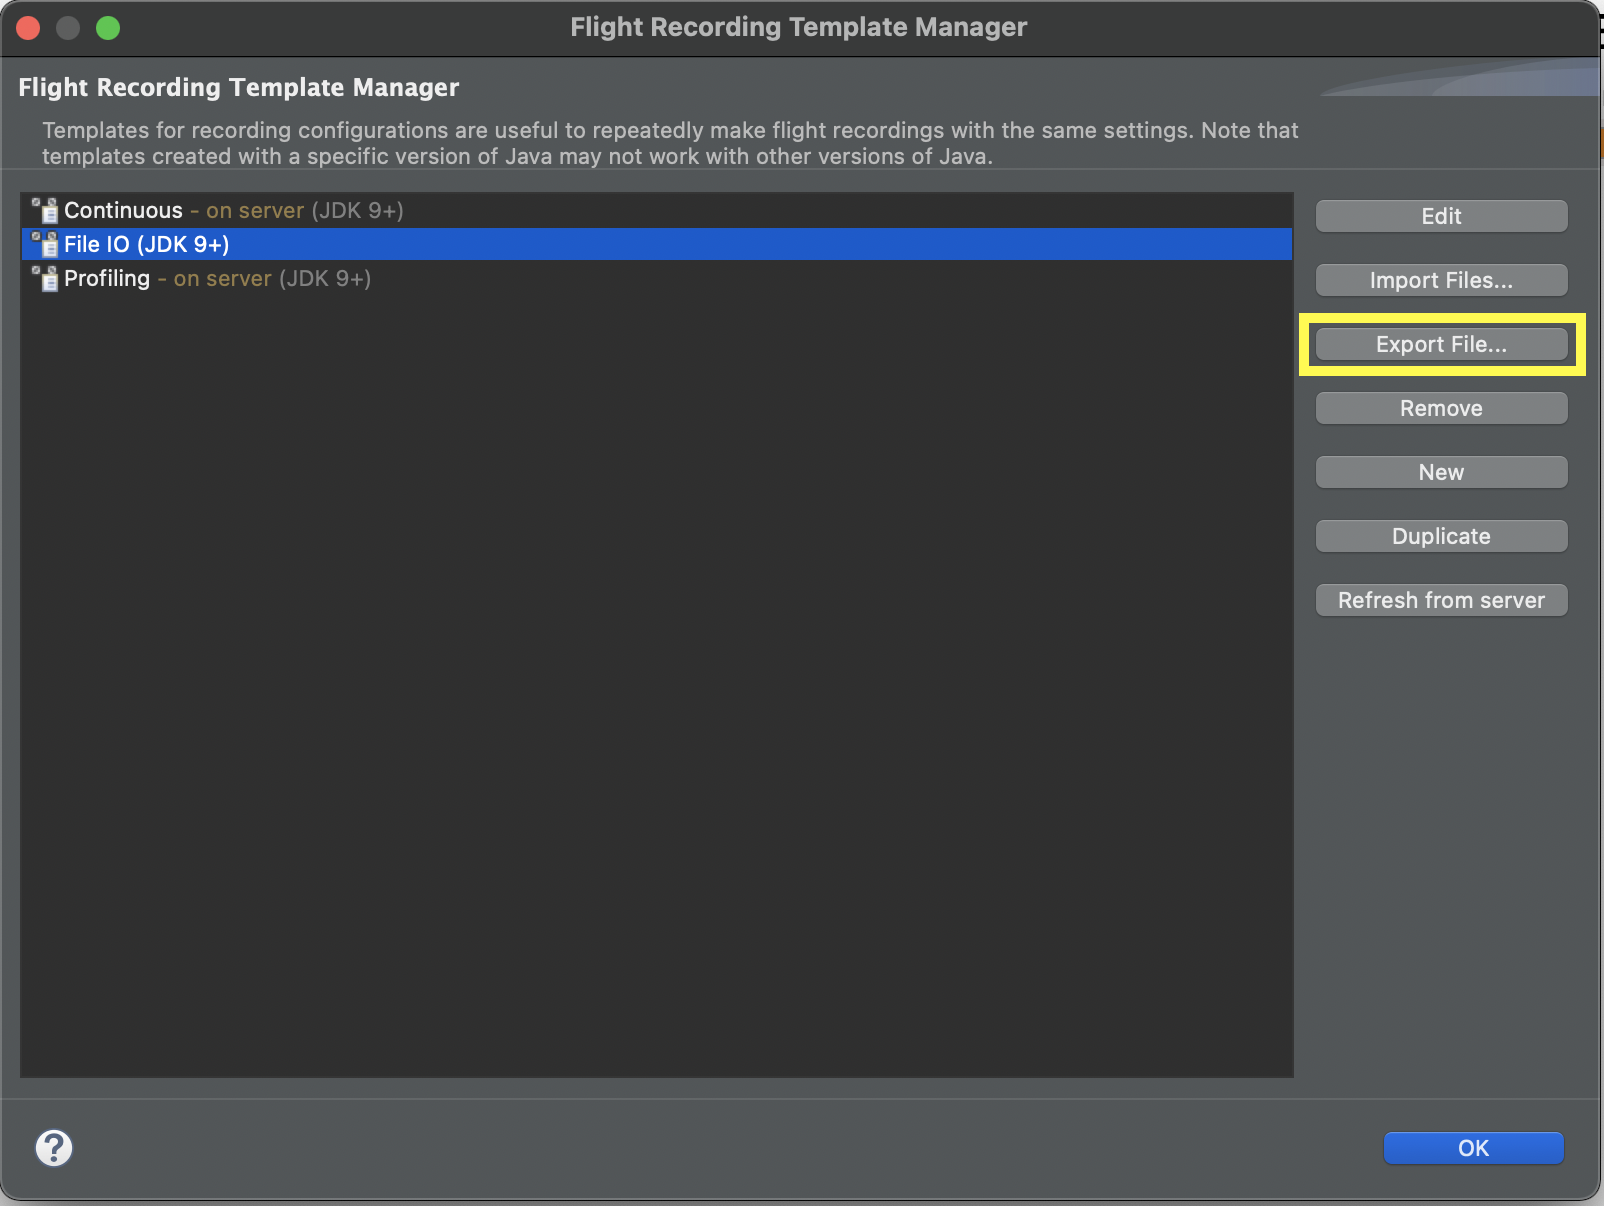 Flight Recording Template Manager
Flight Recording Template Manager
Templates for recording configurations are useful to repeatedly make flight recordings with the same settings. Note that
templates created with a specific version of Java may not work with other versions of Java.
Continuous - on server (JDK 9+)
File IO (JDK 9+)
Profiling - on server (JDK 9+)
Edit
Import Files...
Export File...
Remove
New
Duplicate
Refresh from server
?
OK